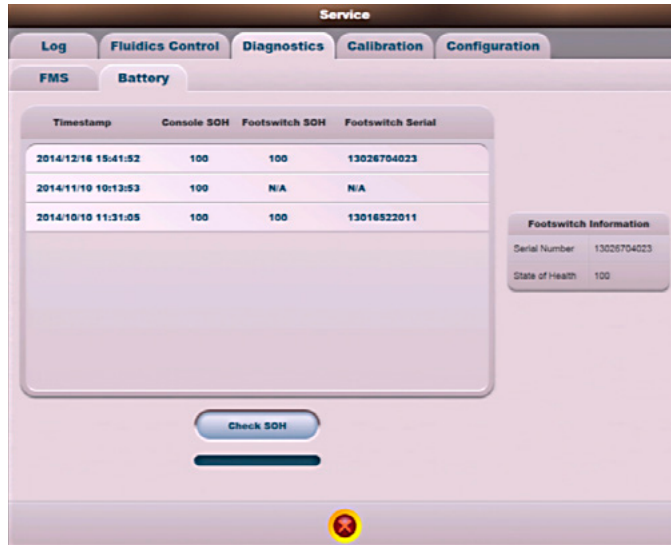 Service
Log Fluidics Control Diagnostics Calibration Configuration
FMS Battery
Timestamp Console SOH Footswitch SOH Footswitch Serial
2014/12/16 15:41:52 100 100 13026704023
2014/11/10 10:13:53 100 N/A N/A
2014/10/10 11:31:05 100 100 13016522011
Footswitch Information
Serial Number 13026704023
State of Health 100
Check SOH